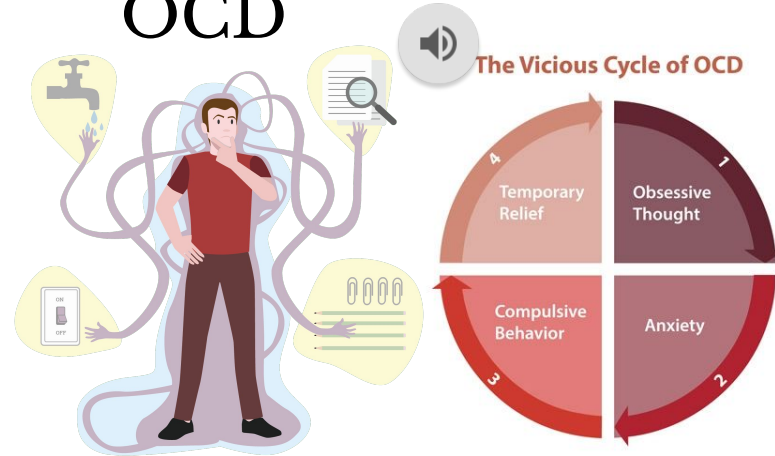 OCD
The Vicious Cycle of OCD
1
Obsessive
Thought
2
Anxiety
3
Compulsive
Behavior
4
Temporary
Relief
ON
OFF